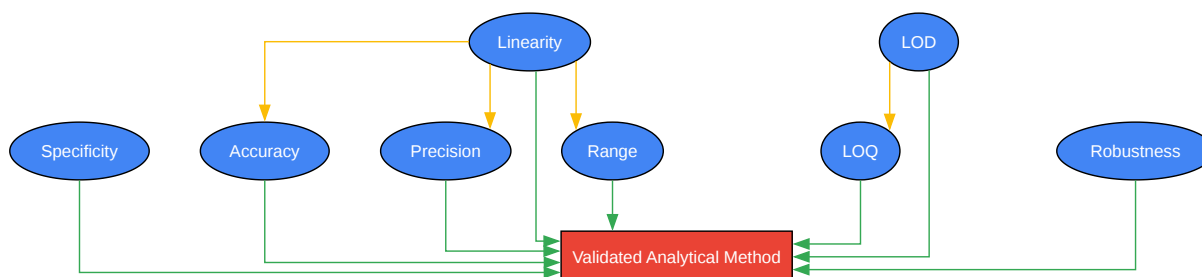 Linearity
LOD
Specificity
Accuracy
Precision
Range
LOQ
Robustness
Validated Analytical Method